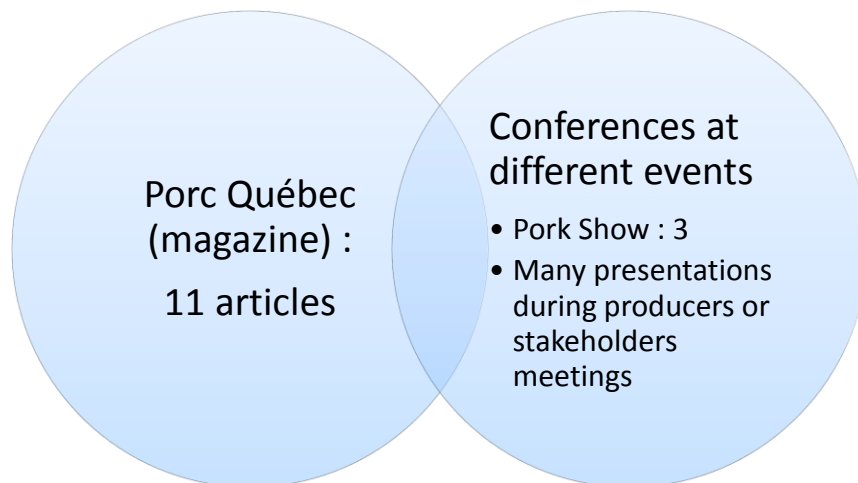 Porc Québec
(magazine) :
11 articles
Conferences at
different events
• Pork Show : 3
• Many presentations
during producers or
stakeholders
meetings